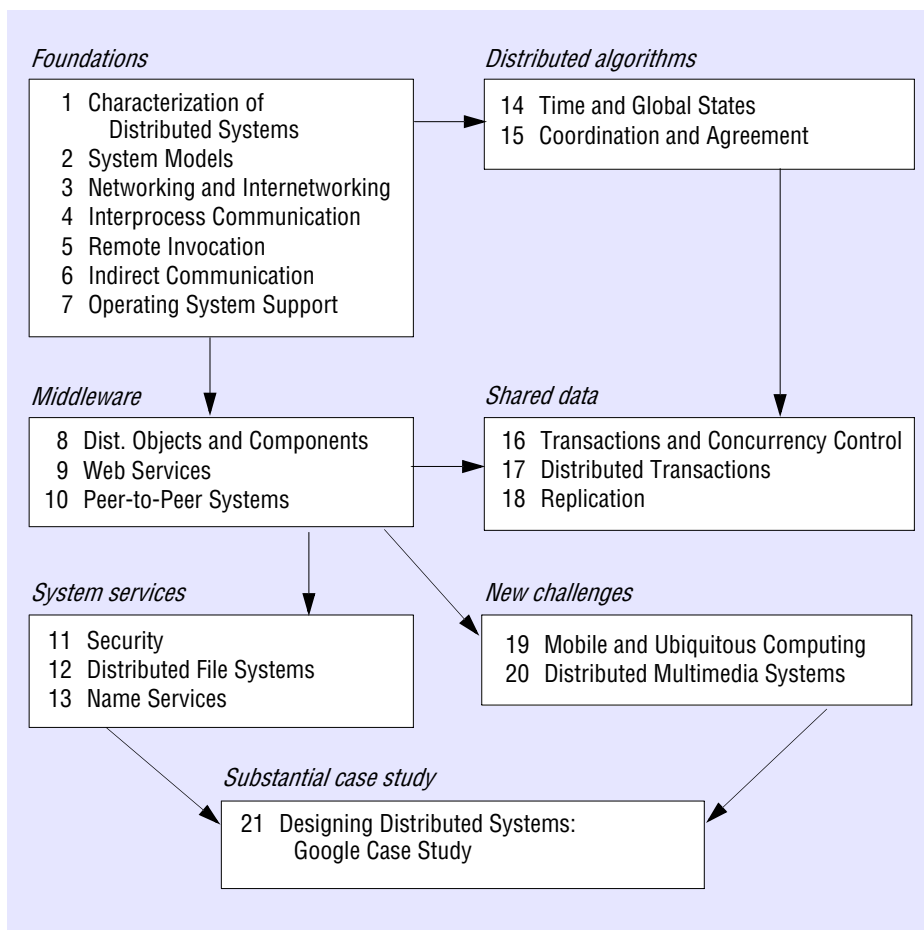 Foundations
1 Characterization of
Distributed Systems
2 System Models
3 Networking and Internetworking
4 Interprocess Communication
5 Remote Invocation
6 Indirect Communication
7 Operating System Support
Distributed algorithms
14 Time and Global States
15 Coordination and Agreement
Middleware
8 Dist. Objects and Components
9 Web Services
10 Peer-to-Peer Systems
Shared data
16 Transactions and Concurrency Control
17 Distributed Transactions
18 Replication
System services
11 Security
12 Distributed File Systems
13 Name Services
New challenges
19 Mobile and Ubiquitous Computing
20 Distributed Multimedia Systems
Substantial case study
21 Designing Distributed Systems:
Google Case Study